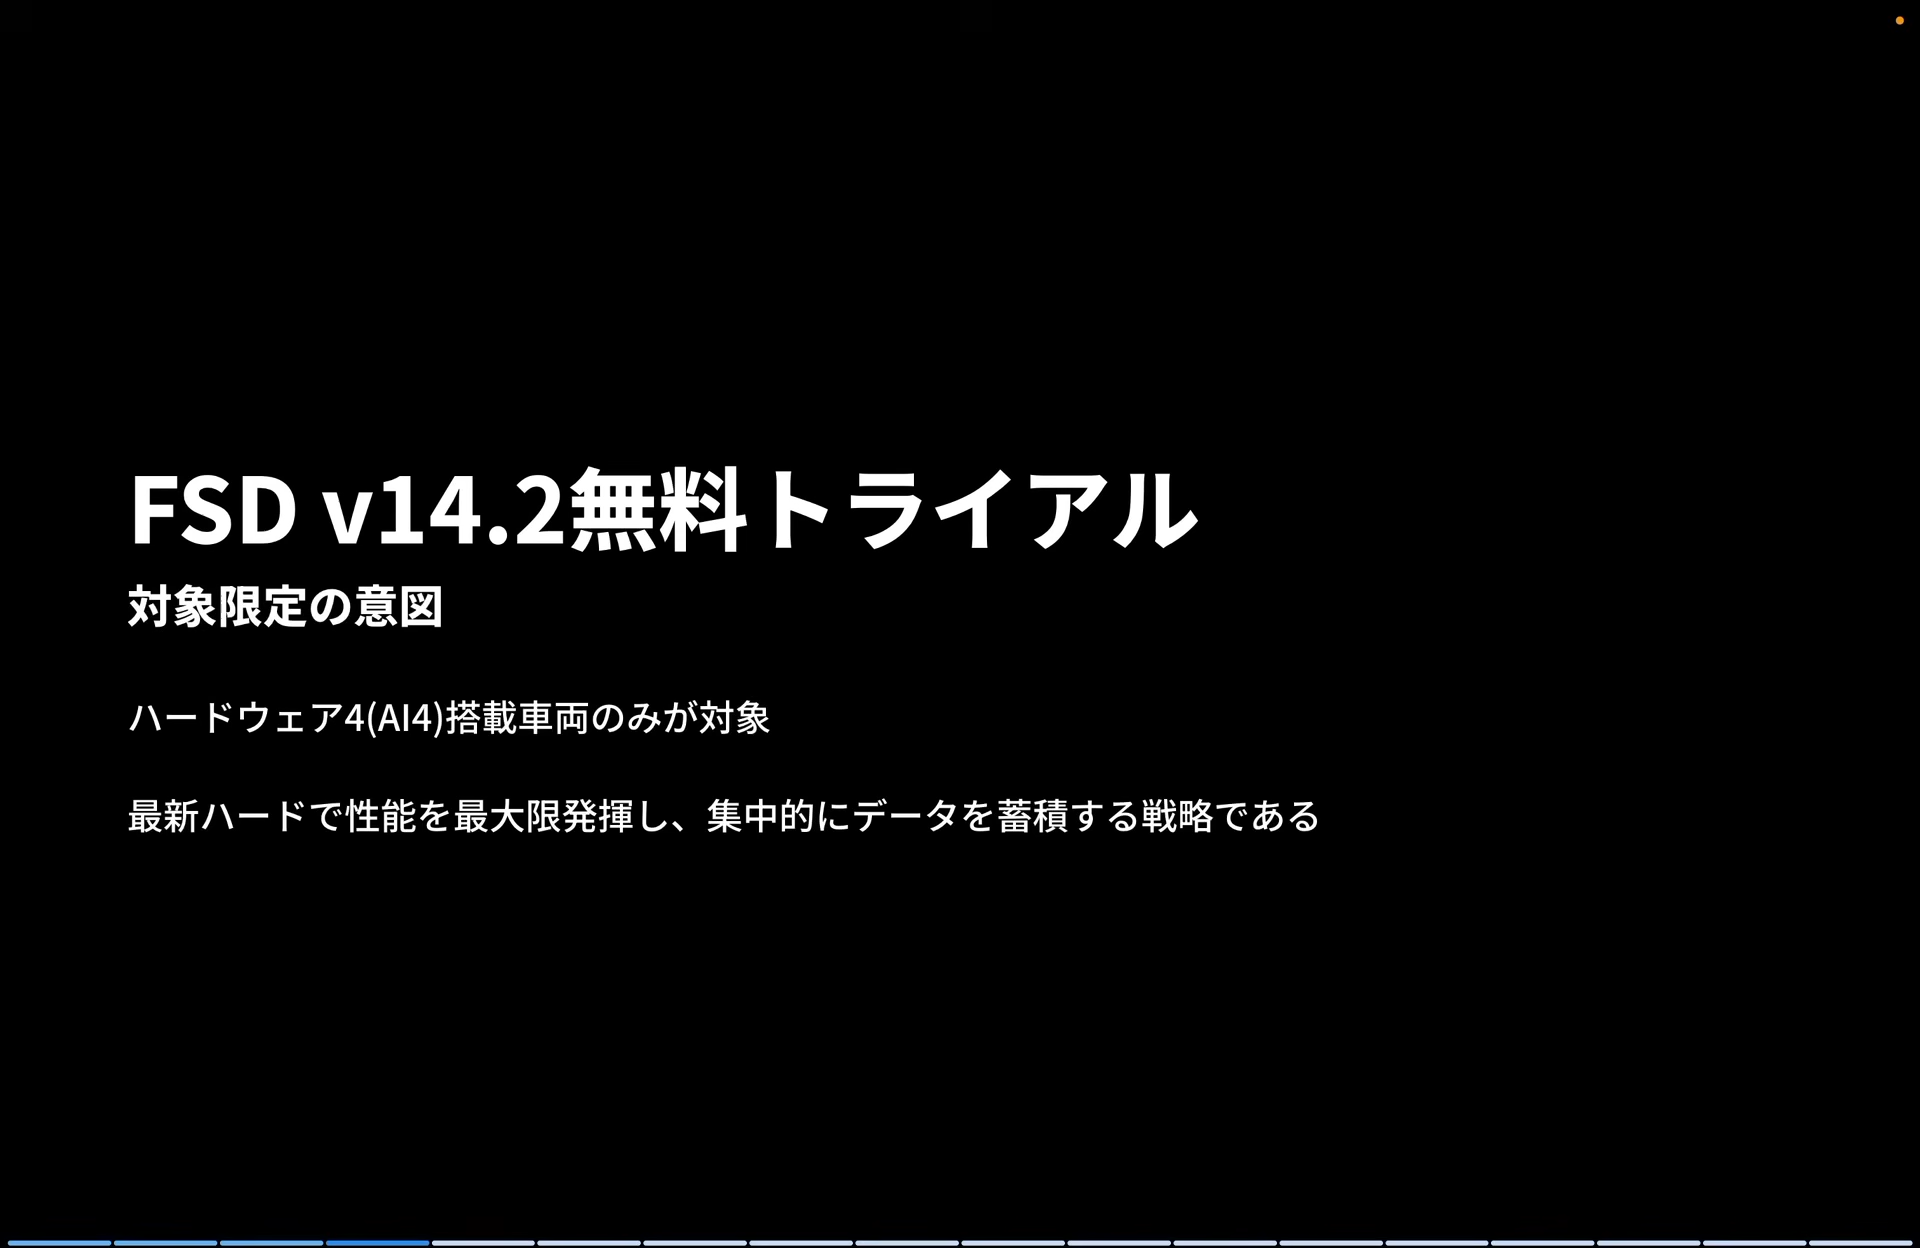 FSD v14.2無料トライアル
対象限定の意図
ハードウェア4(AI4)搭載車両のみが対象
最新ハードで性能を最大限発揮し、集中的にデータを蓄積する戦略である